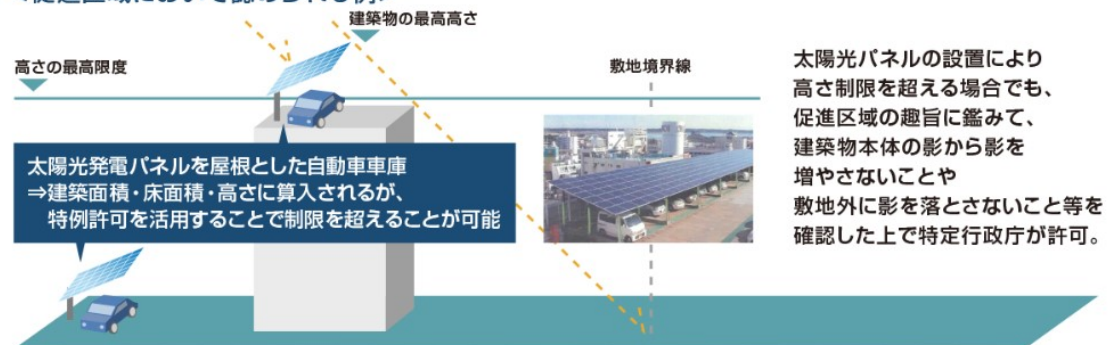 建築物の最高高さ
高さの最高限度
敷地境界線
太陽光発電パネルを屋根とした自動車車庫
⇒建築面積・床面積・高さに算入されるが、
特例許可を活用することで制限を超えることが可能
太陽光パネルの設置により
高さ制限を超える場合でも、
促進区域の趣旨に鑑みて、
建築物本体の影から影を
増やさないことや
敷地外に影を落とさないこと等を
確認した上で特定行政庁が許可。